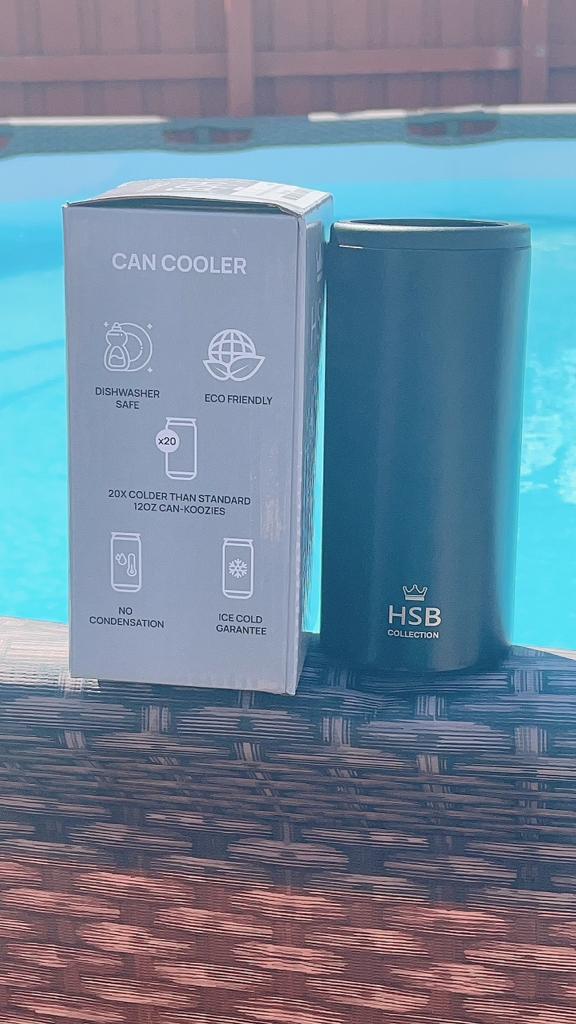 CAN COOLER
DISHWASHER
SAFE
ECO FRIENDLY
x20
20X COLDER THAN STANDARD
12OZ CAN-KOOZIES
NO
CONDENSATION
ICE COLD
GARANTEE
HSB
COLLECTION